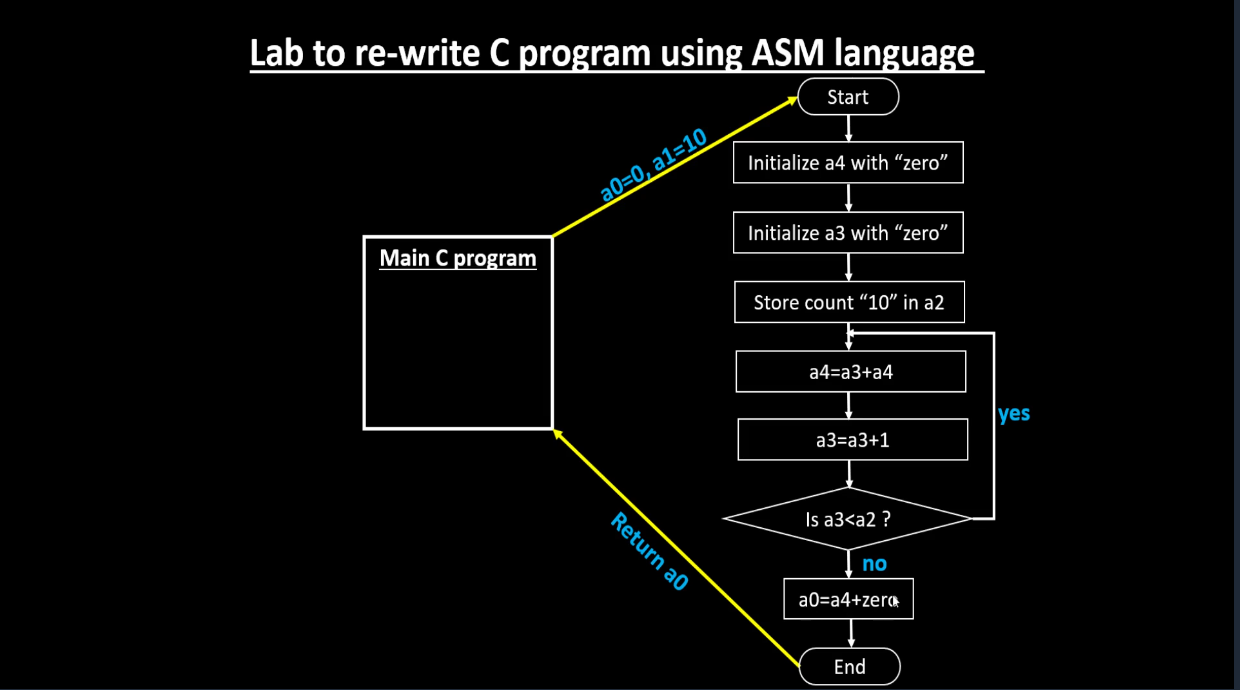 Lab to re-write C program using ASM language
Start
a0=0, a1=10
Initialize a4 with “zero”
Initialize a3 with “zero”
Main C program
Store count “10” in a2
a4=a3+a4
yes
a3=a3+1
Is a3<a2 ?
no
Return a0
a0=a4+zero
End